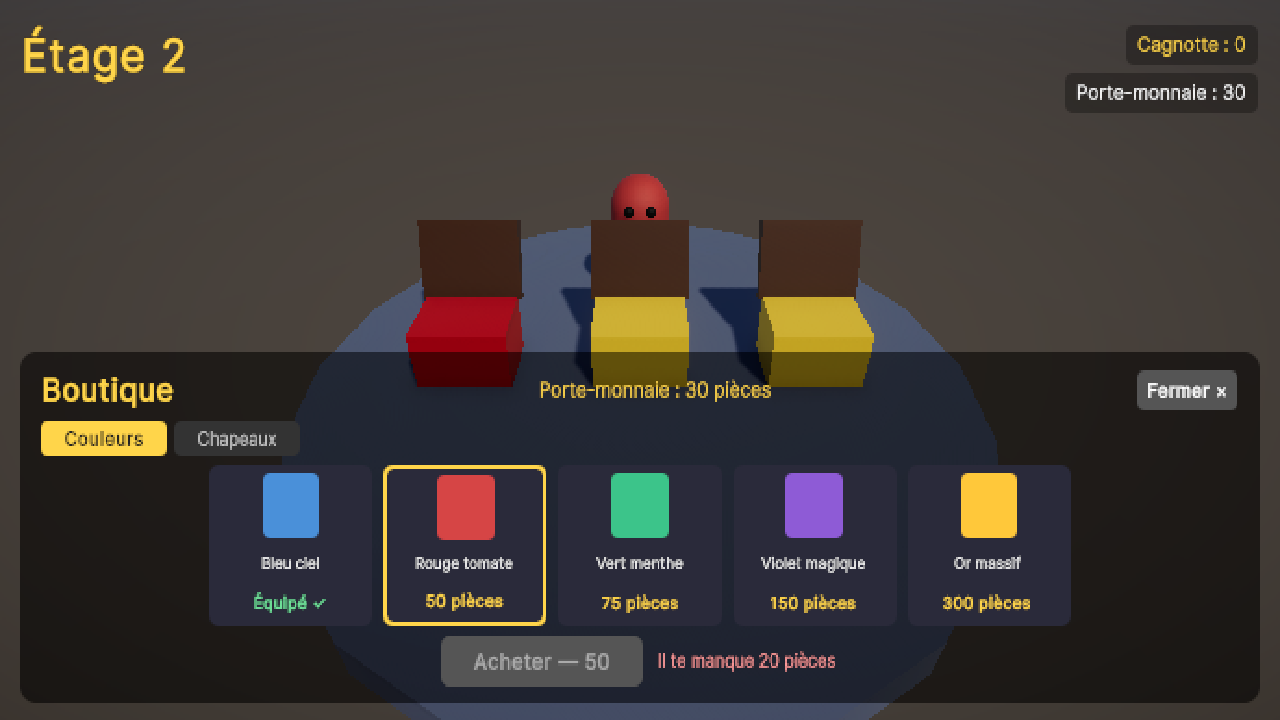 Étage 2
Cagnotte : 0
Porte-monnaie : 30
Boutique
Porte-monnaie : 30 pièces
Fermer ×
Couleurs
Chapeaux
Bleu ciel
Rouge tomate
Vert menthe
Violet magique
Or massif
Équipé ✓
50 pièces
75 pièces
150 pièces
300 pièces
Acheter — 50
Il te manque 20 pièces